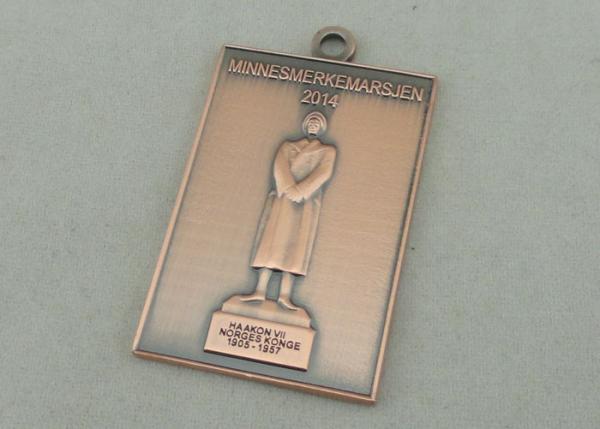 MINNESMERKEMARSJEN
2014
HAAKON VII
NORGES KONGE
1905 - 1957